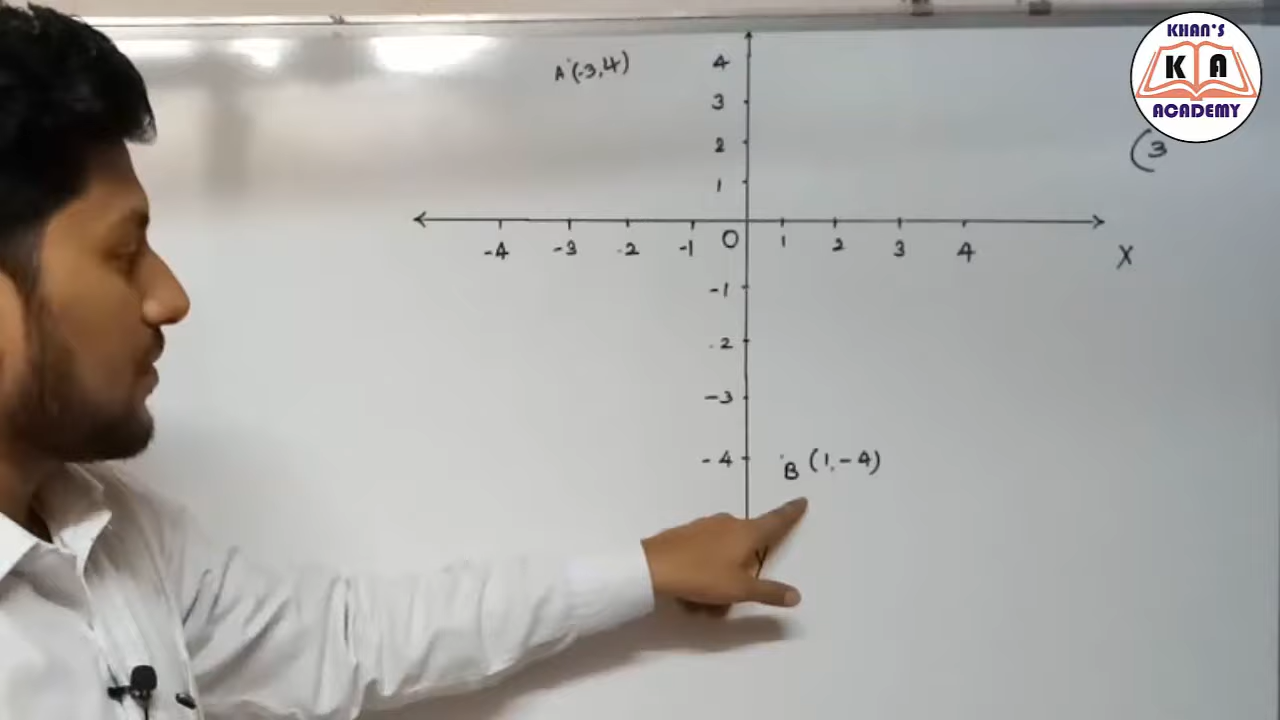 KHAN'S
K A
ACADEMY
A (-3,4)
4
3
(3
2
1
-4 -3 -2 -1 O 1 2 3 4
X
-1
-2
-3
-4
B (1,-4)
Y